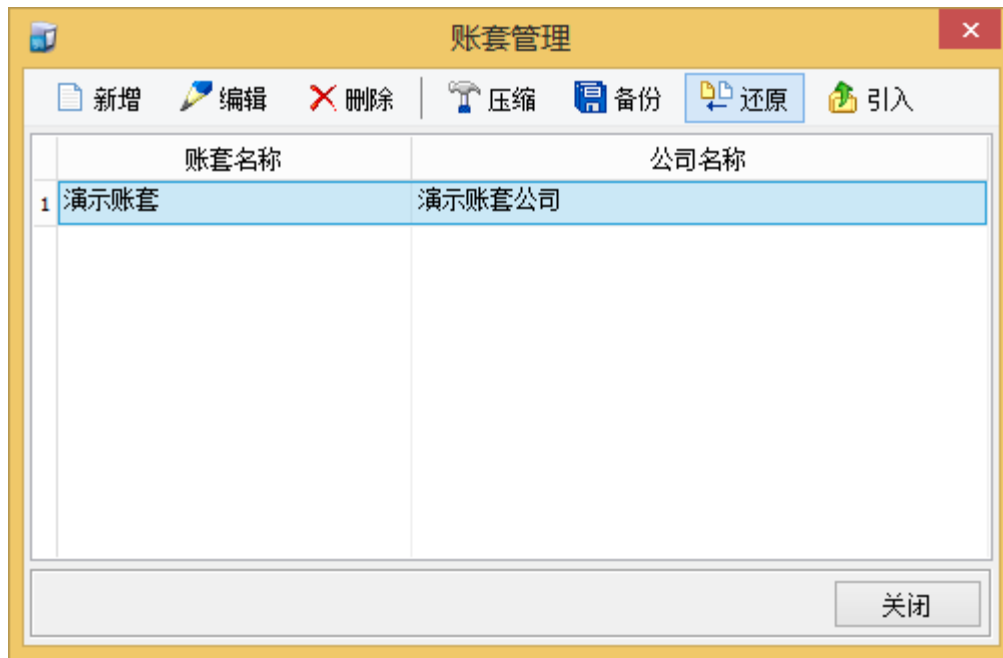 账套管理
新增 编辑 删除 压缩 备份 还原 引入
账套名称 公司名称
1 演示账套 演示账套公司
关闭